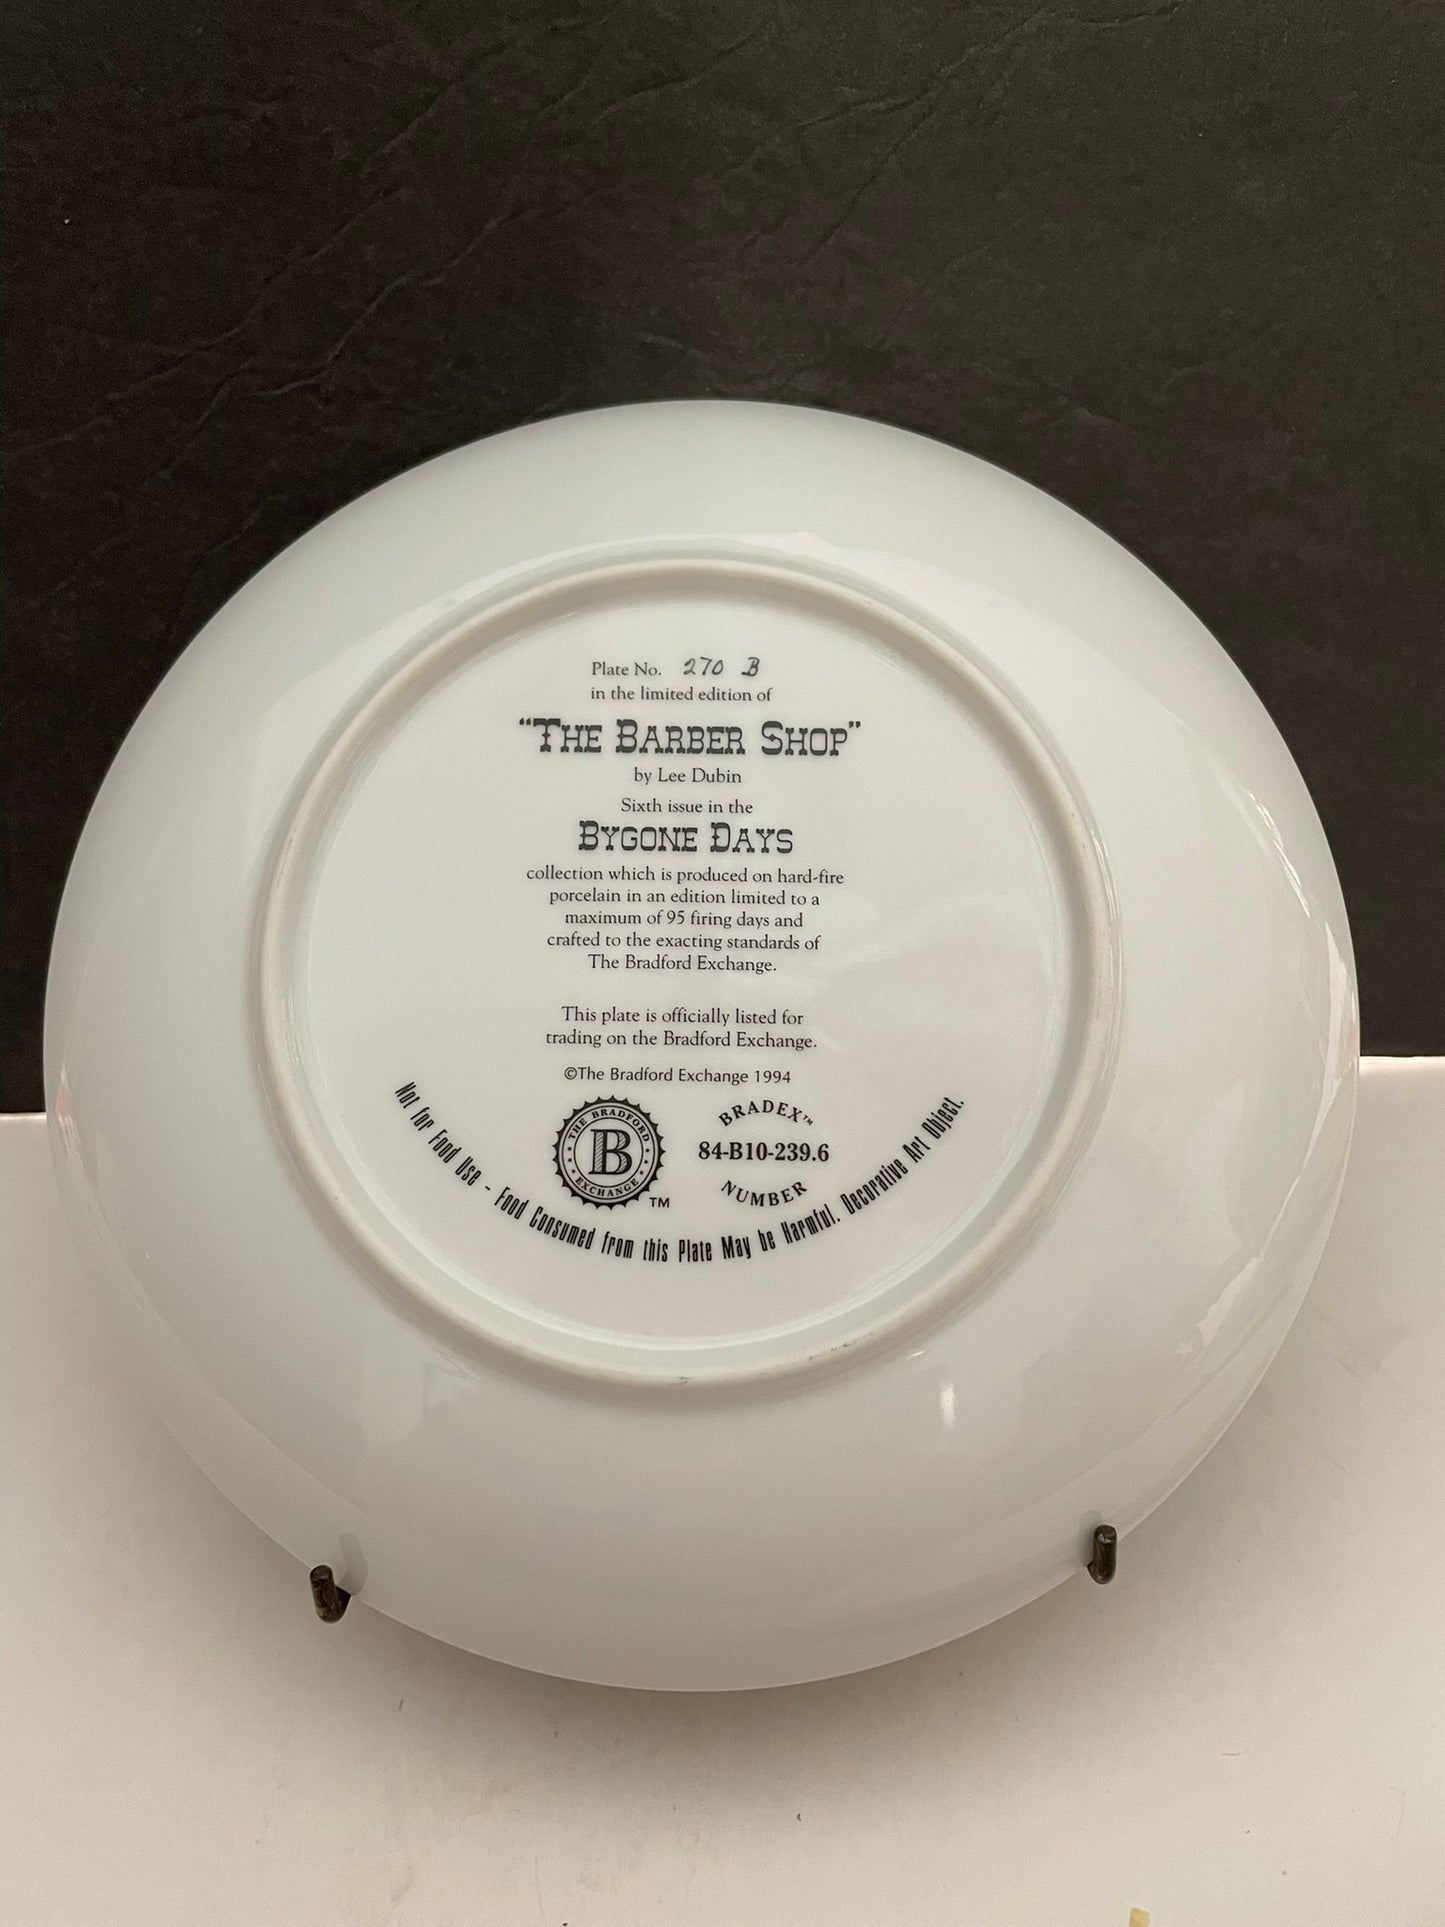 Plate No. 270 B
in the limited edition of
“THE BARBER SHOP”
by Lee Dubin
Sixth issue in the
BYGONE DAYS
collection which is produced on hard-fire
porcelain in an edition limited to a
maximum of 95 firing days and
crafted to the exacting standards of
The Bradford Exchange.
This plate is officially listed for
trading on the Bradford Exchange.
©The Bradford Exchange 1994
THE BRADFORD
B
EXCHANGE
TM
BRADEX™
84-B10-239.6
NUMBER
Not for Food Use - Food Consumed from this Plate May be Harmful. Decorative Art Object.